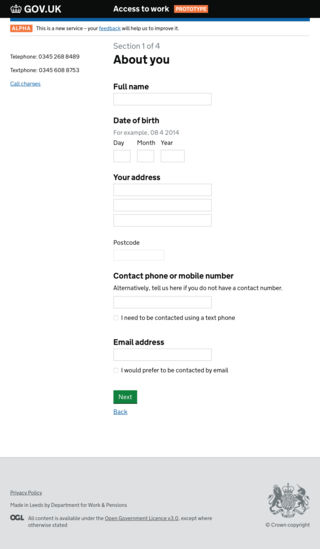 GOV.UK
Access to work PROTOTYPE
ALPHA This is a new service – your feedback will help us to improve it.
Telephone: 0345 268 8489
Textphone: 0345 608 8753
Call charges
Section 1 of 4
About you
Full name
Date of birth
For example, 08 4 2014
Day Month Year
Your address
Postcode
Contact phone or mobile number
Alternatively, tell us here if you do not have a contact number.
I need to be contacted using a text phone
Email address
I would prefer to be contacted by email
Next
Back
Privacy Policy
Made in Leeds by Department for Work & Pensions
OGL All content is available under the Open Government Licence v3.0, except where
otherwise stated
© Crown copyright